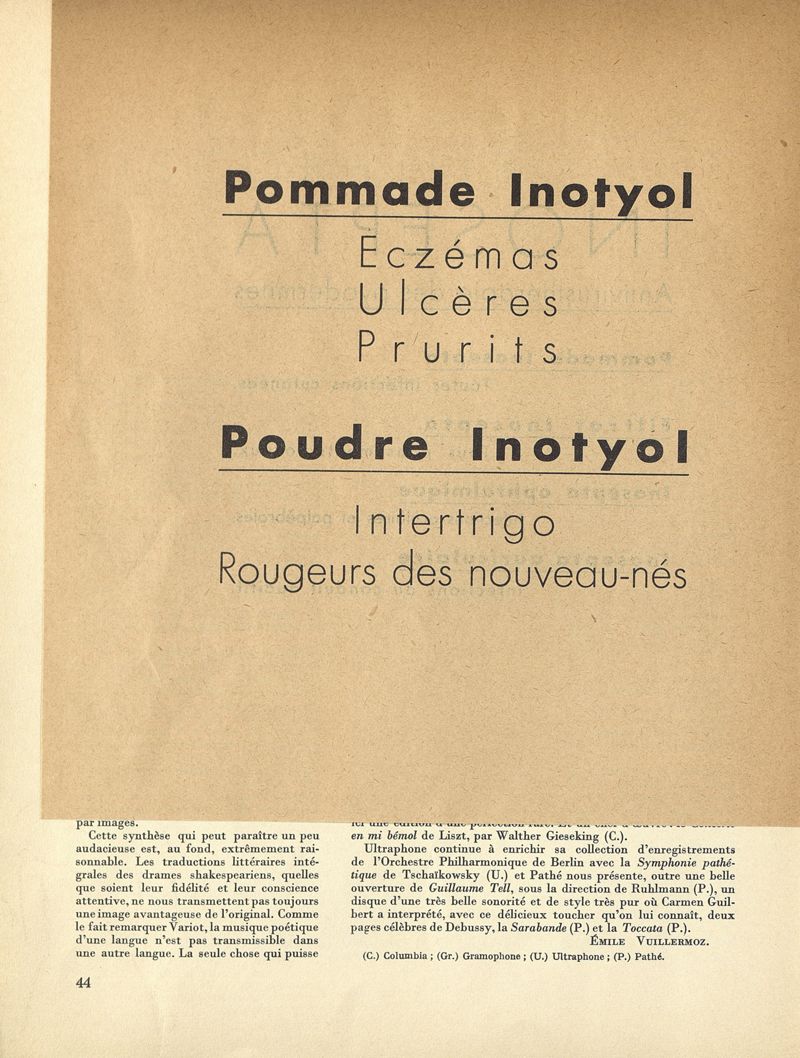 Pommade Inotyol
Eczémas
Ulcères
Prurits
Poudre Inotyol
Intertrigo
Rougeurs des nouveau-nés
par images.
Cette synthèse qui peut paraître un peu
audacieuse est, au fond, extrêmement rai-
sonnable. Les traductions littéraires inté-
grales des drames shakespeariens, quelles
que soient leur fidélité et leur conscience
attentive, ne nous transmettent pas toujours
une image avantageuse de l'original. Comme
le fait remarquer Variot, la musique poétique
d'une langue n'est pas transmissible dans
une autre langue. La seule chose qui puisse
en mi bémol de Liszt, par Walther Gieseking (C.).
Ultraphone continue à enrichir sa collection d'enregistrements
de l'Orchestre Philharmonique de Berlin avec la Symphonie pathé-
tique de Tschaïkowsky (U.) et Pathé nous présente, outre une belle
ouverture de Guillaume Tell, sous la direction de Ruhlmann (P.), un
disque d'une très belle sonorité et de style très pur où Carmen Guil-
bert a interprété, avec ce délicieux toucher qu'on lui connaît, deux
pages célèbres de Debussy, la Sarabande (P.) et la Toccata (P.).
Émile Vuillermoz.
(C.) Columbia ; (Gr.) Gramophone ; (U.) Ultraphone ; (P.) Pathé.
44